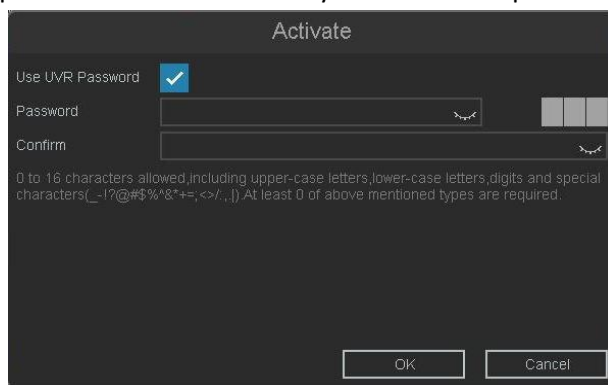 Activate
Use UVR Password
Password
Confirm
0 to 16 characters allowed,including upper-case letters,lower-case letters,digits and special
characters(_-!?@#$%^&*+=;<>/:,.|).At least 0 of above mentioned types are required.
OK Cancel